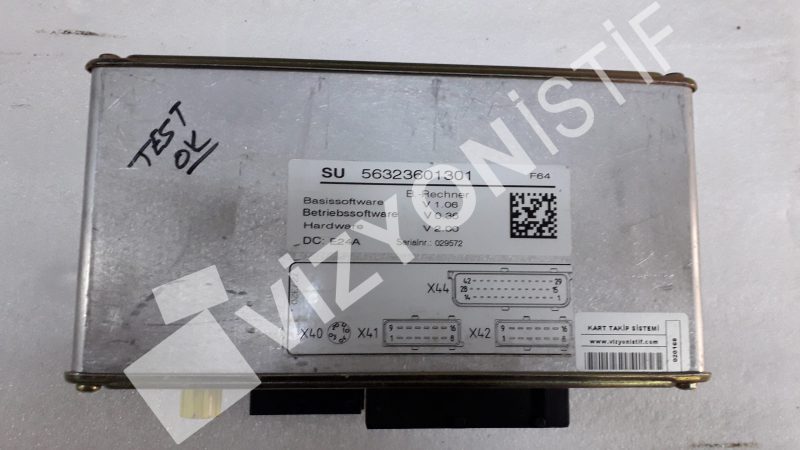 VİZYONİSTİF
TEST
OK
SU 56323601301 F64
E.-Rechner
Basissoftware V 1.06
Betriebssoftware V 0.36
Hardware V 2.00
DC: E24A Serialnr.: 029572
X44
42 29
28 15
14 1
X40 X41 X42
9 16
1 8
9 16
1 8
KART TAKİP SİSTEMİ
www.vizyonistif.com
020168